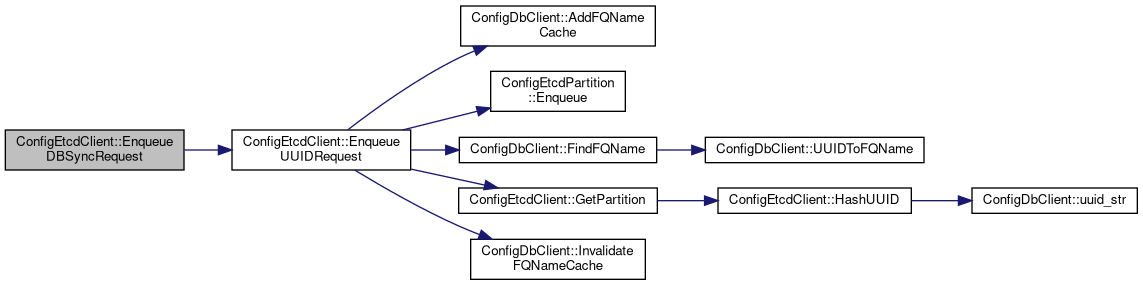 ConfigEtcdClient::Enqueue
DBSyncRequest
ConfigEtcdClient::Enqueue
UUIDRequest
ConfigDbClient::AddFQName
Cache
ConfigEtcdPartition
::Enqueue
ConfigDbClient::FindFQName
ConfigDbClient::UUIDToFQName
ConfigEtcdClient::GetPartition
ConfigEtcdClient::HashUUID
ConfigDbClient::uuid_str
ConfigDbClient::Invalidate
FQNameCache